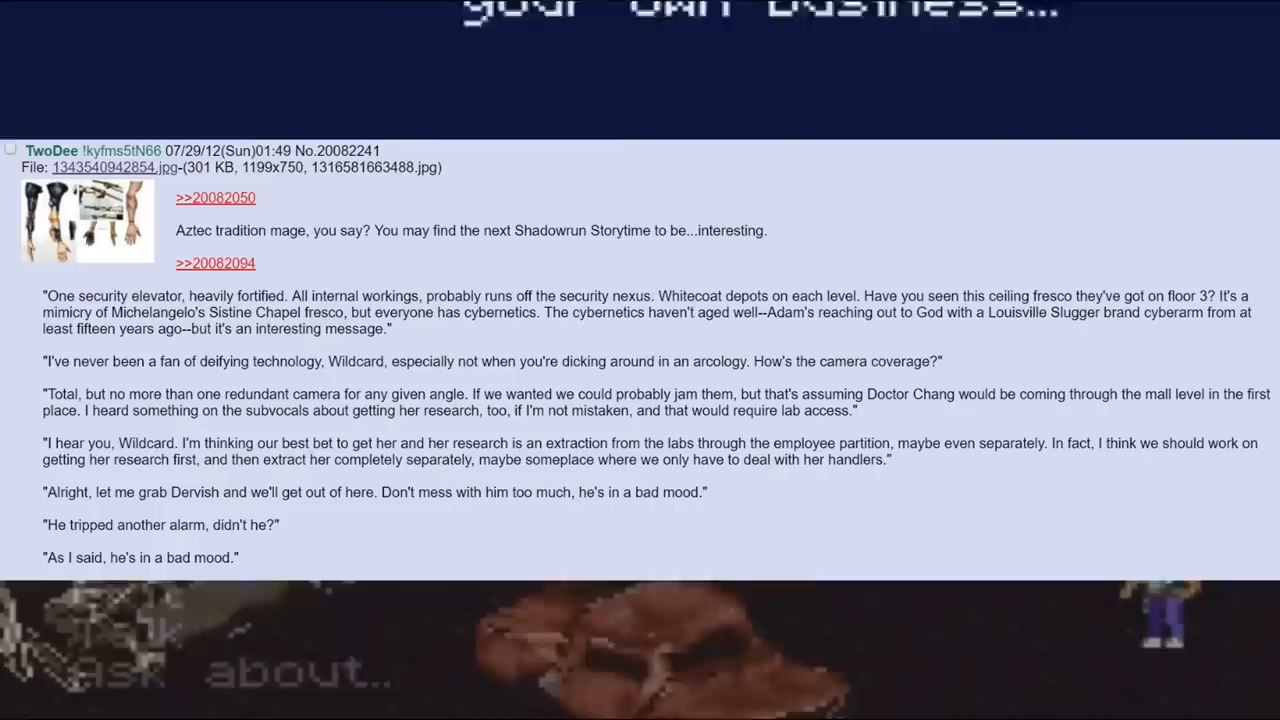 your own business...
TwoDee !kyfms5tN66 07/29/12(Sun)01:49 No.20082241
File: 1343540942854.jpg-(301 KB, 1199x750, 1316581663488.jpg)
>>20082050
Aztec tradition mage, you say? You may find the next Shadowrun Storytime to be...interesting.
>>20082094
"One security elevator, heavily fortified. All internal workings, probably runs off the security nexus. Whitecoat depots on each level. Have you seen this ceiling fresco they've got on floor 3? It's a
mimicry of Michelangelo's Sistine Chapel fresco, but everyone has cybernetics. The cybernetics haven't aged well--Adam's reaching out to God with a Louisville Slugger brand cyberarm from at
least fifteen years ago--but it's an interesting message."
"I've never been a fan of deifying technology, Wildcard, especially not when you're dicking around in an arcology. How's the camera coverage?"
"Total, but no more than one redundant camera for any given angle. If we wanted we could probably jam them, but that's assuming Doctor Chang would be coming through the mall level in the first
place. I heard something on the subvocals about getting her research, too, if I'm not mistaken, and that would require lab access."
"I hear you, Wildcard. I'm thinking our best bet to get her and her research is an extraction from the labs through the employee partition, maybe even separately. In fact, I think we should work on
getting her research first, and then extract her completely separately, maybe someplace where we only have to deal with her handlers."
"Alright, let me grab Dervish and we'll get out of here. Don't mess with him too much, he's in a bad mood."
"He tripped another alarm, didn't he?"
"As I said, he's in a bad mood."
Talk
Ask about..